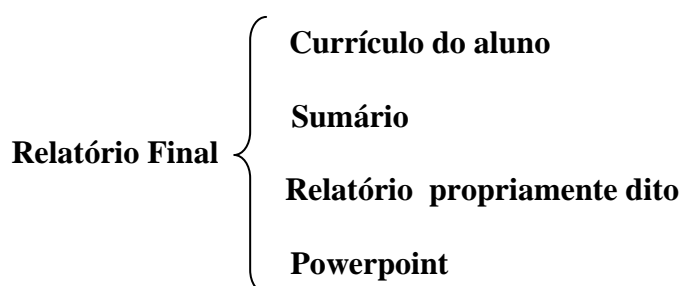 Currículo do aluno
Sumário
Relatório Final
Relatório propriamente dito
Powerpoint